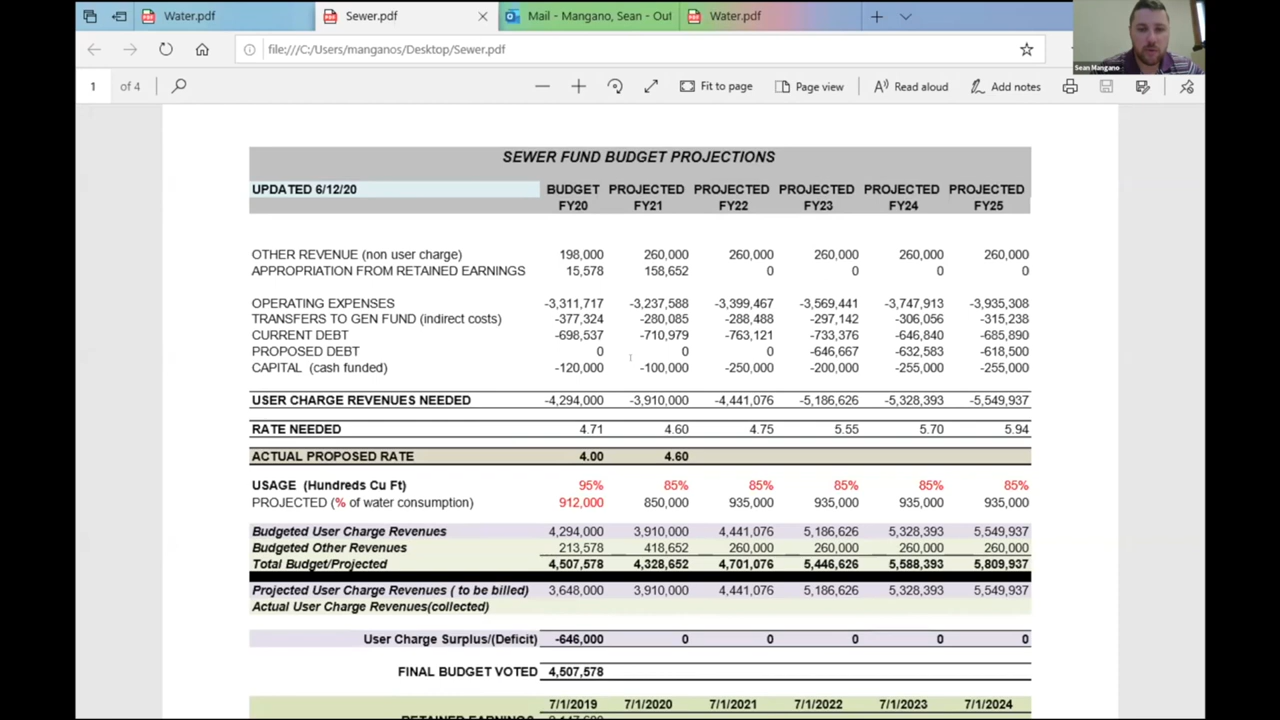 Water.pdf
Sewer.pdf
Mail - Mangano, Sean - Out
Water.pdf
file:///C:/Users/manganos/Desktop/Sewer.pdf
Sean Mangano
1 of 4 Fit to page Page view Read aloud Add notes
SEWER FUND BUDGET PROJECTIONS
UPDATED 6/12/20 BUDGET PROJECTED PROJECTED PROJECTED PROJECTED PROJECTED
FY20 FY21 FY22 FY23 FY24 FY25
OTHER REVENUE (non user charge) 198,000 260,000 260,000 260,000 260,000 260,000
APPROPRIATION FROM RETAINED EARNINGS 15,578 158,652 0 0 0 0
OPERATING EXPENSES -3,311,717 -3,237,588 -3,399,467 -3,569,441 -3,747,913 -3,935,308
TRANSFERS TO GEN FUND (indirect costs) -377,324 -280,085 -288,488 -297,142 -306,056 -315,238
CURRENT DEBT -698,537 -710,979 -763,121 -733,376 -646,840 -685,890
PROPOSED DEBT 0 0 0 -646,667 -632,583 -618,500
CAPITAL (cash funded) -120,000 -100,000 -250,000 -200,000 -255,000 -255,000
USER CHARGE REVENUES NEEDED -4,294,000 -3,910,000 -4,441,076 -5,186,626 -5,328,393 -5,549,937
RATE NEEDED 4.71 4.60 4.75 5.55 5.70 5.94
ACTUAL PROPOSED RATE 4.00 4.60
USAGE (Hundreds Cu Ft) 95% 85% 85% 85% 85% 85%
PROJECTED (% of water consumption) 912,000 850,000 935,000 935,000 935,000 935,000
Budgeted User Charge Revenues 4,294,000 3,910,000 4,441,076 5,186,626 5,328,393 5,549,937
Budgeted Other Revenues 213,578 418,652 260,000 260,000 260,000 260,000
Total Budget/Projected 4,507,578 4,328,652 4,701,076 5,446,626 5,588,393 5,809,937
Projected User Charge Revenues ( to be billed) 3,648,000 3,910,000 4,441,076 5,186,626 5,328,393 5,549,937
Actual User Charge Revenues(collected)
User Charge Surplus/(Deficit) -646,000 0 0 0 0 0
FINAL BUDGET VOTED 4,507,578
7/1/2019 7/1/2020 7/1/2021 7/1/2022 7/1/2023 7/1/2024